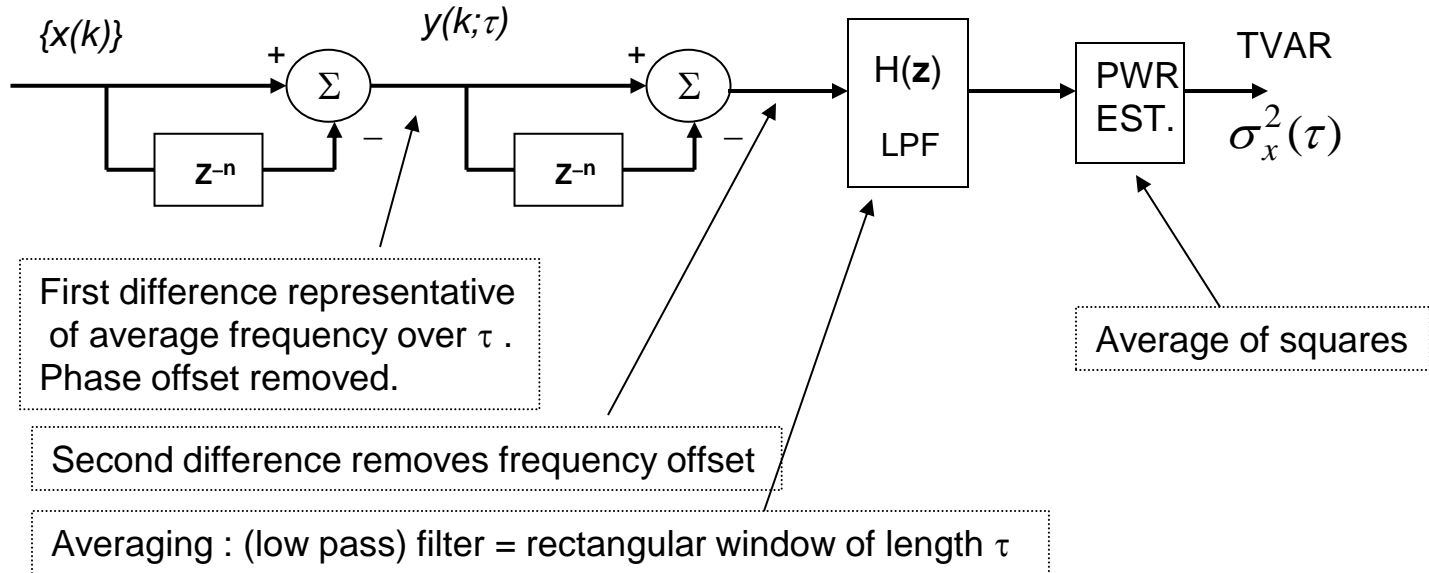 {x(k)}
y(k;τ)
TVAR
+
+
Σ
Σ
H(z)
LPF
PWR
EST.
σ²ₓ(τ)
–
–
z⁻ⁿ
z⁻ⁿ
First difference representative
of average frequency over τ .
Phase offset removed.
Average of squares
Second difference removes frequency offset
Averaging : (low pass) filter = rectangular window of length τ